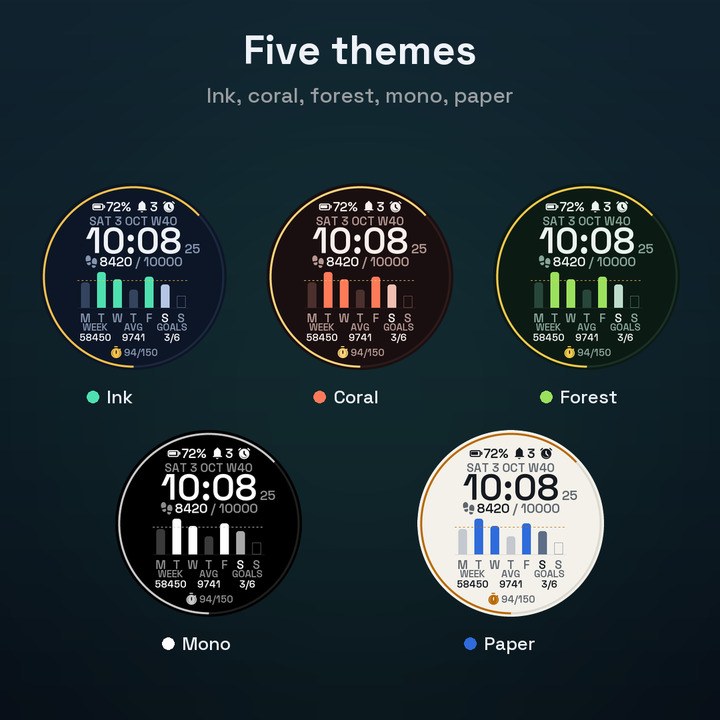 Five themes
Ink, coral, forest, mono, paper
72% 3
SAT 3 OCT W40
10:08 25
8420 / 10000
M T W T F S S
WEEK AVG GOALS
58450 9741 3/6
94/150
Ink
72% 3
SAT 3 OCT W40
10:08 25
8420 / 10000
M T W T F S S
WEEK AVG GOALS
58450 9741 3/6
94/150
Coral
72% 3
SAT 3 OCT W40
10:08 25
8420 / 10000
M T W T F S S
WEEK AVG GOALS
58450 9741 3/6
94/150
Forest
72% 3
SAT 3 OCT W40
10:08 25
8420 / 10000
M T W T F S S
WEEK AVG GOALS
58450 9741 3/6
94/150
Mono
72% 3
SAT 3 OCT W40
10:08 25
8420 / 10000
M T W T F S S
WEEK AVG GOALS
58450 9741 3/6
94/150
Paper